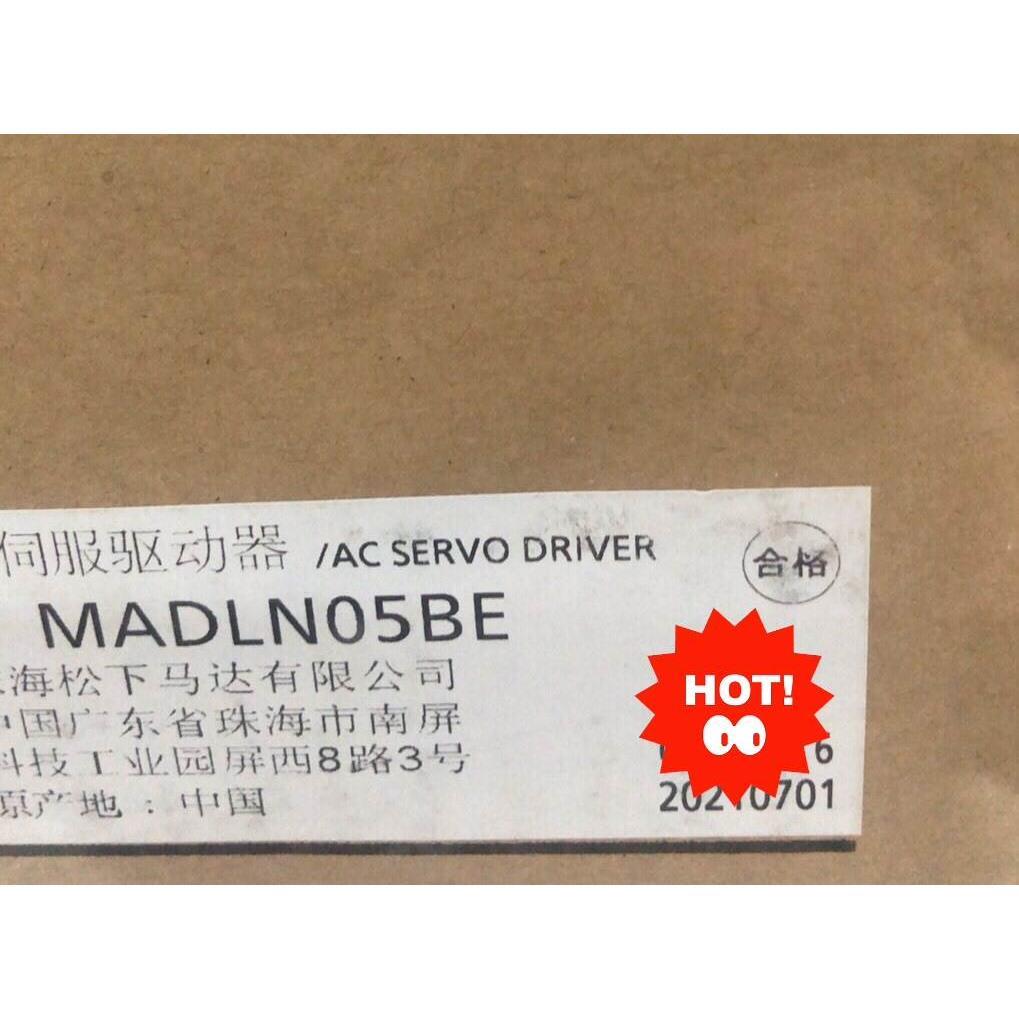 伺服驱动器 /AC SERVO DRIVER
合格
MADLN05BE
海松下马达有限公司
中国广东省珠海市南屏
科技工业园屏西8路3号
原产地：中国
HOT!
6
20210701